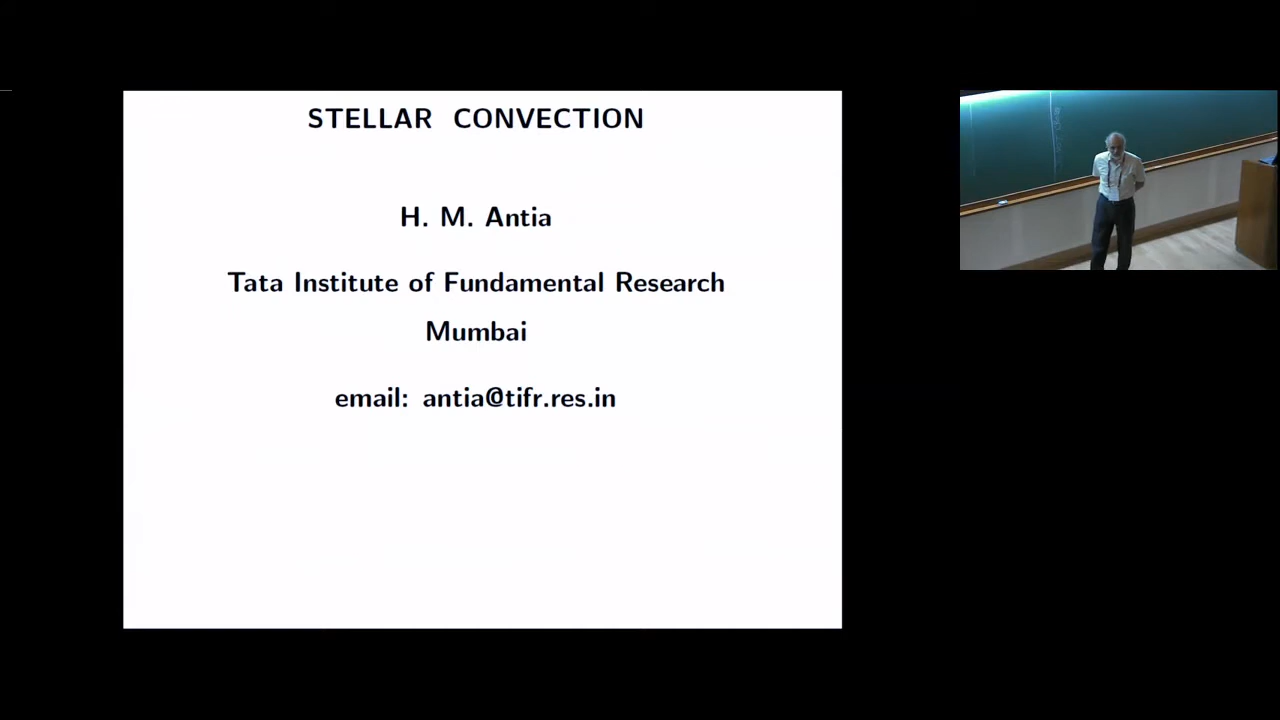 STELLAR CONVECTION
H. M. Antia
Tata Institute of Fundamental Research
Mumbai
email: antia@tifr.res.in